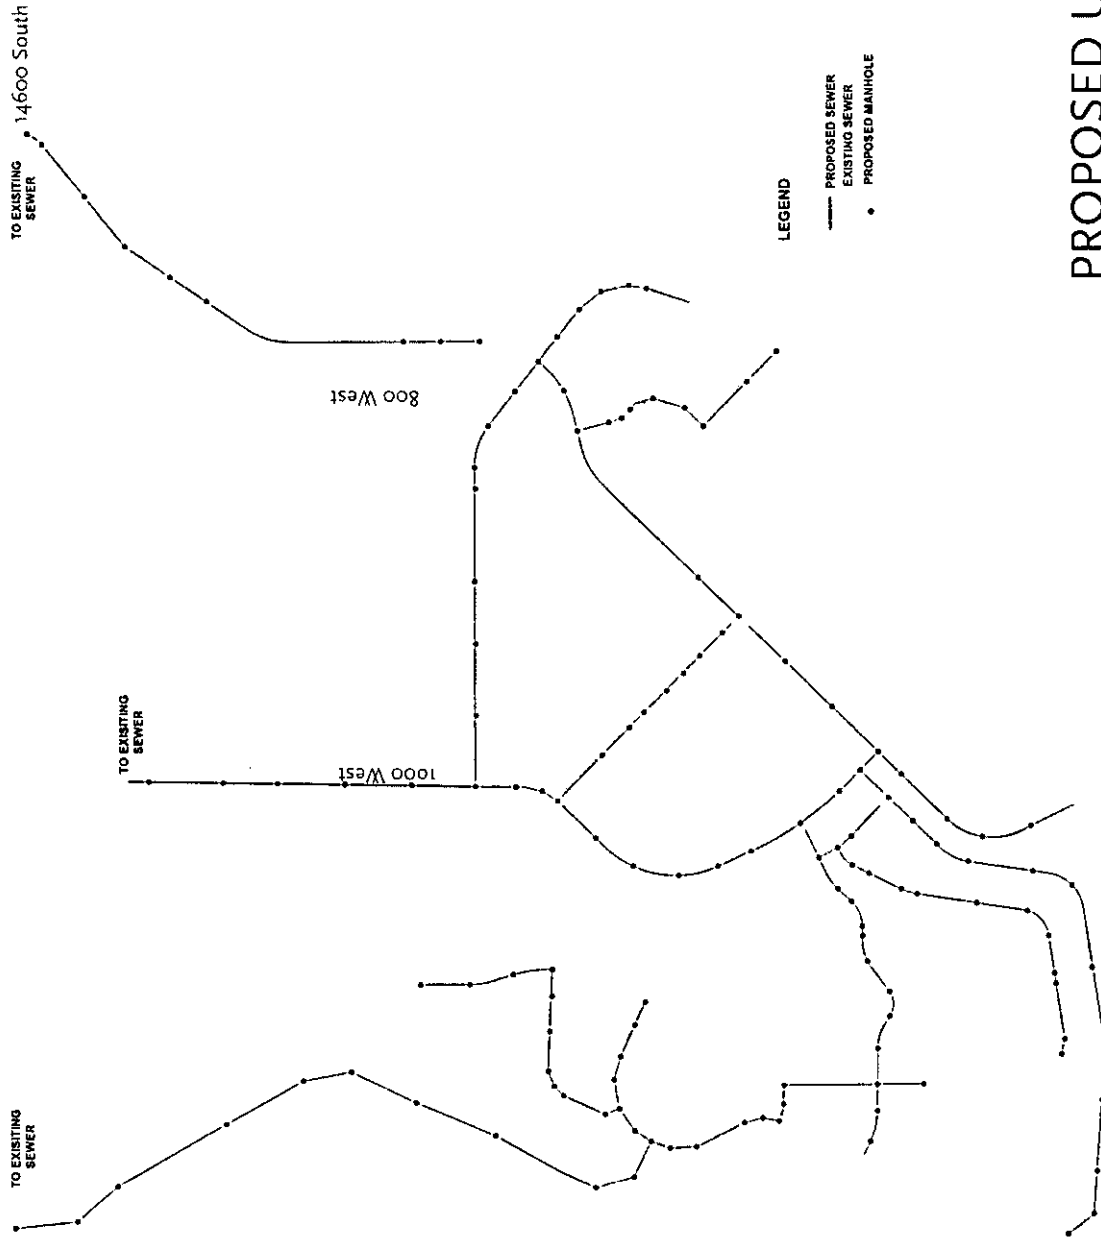 14600 South
TO EXISITING
SEWER
800 West
TO EXISITING
SEWER
1000 West
TO EXISITING
SEWER
LEGEND
PROPOSED SEWER
EXISTING SEWER
PROPOSED MANHOLE
PROPOSED